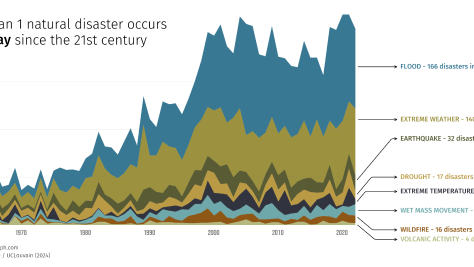 an 1 natural disaster occurs
ay since the 21st century
FLOOD – 166 disasters i
EXTREME WEATHER – 14
EARTHQUAKE – 32 disast
DROUGHT – 17 disasters
EXTREME TEMPERATURE
WET MASS MOVEMENT –
WILDFIRE – 16 disasters
VOLCANIC ACTIVITY – 4 d
1970 1980 1990 2000 2010 2020
ph.com
/ UCLouvain (2024)